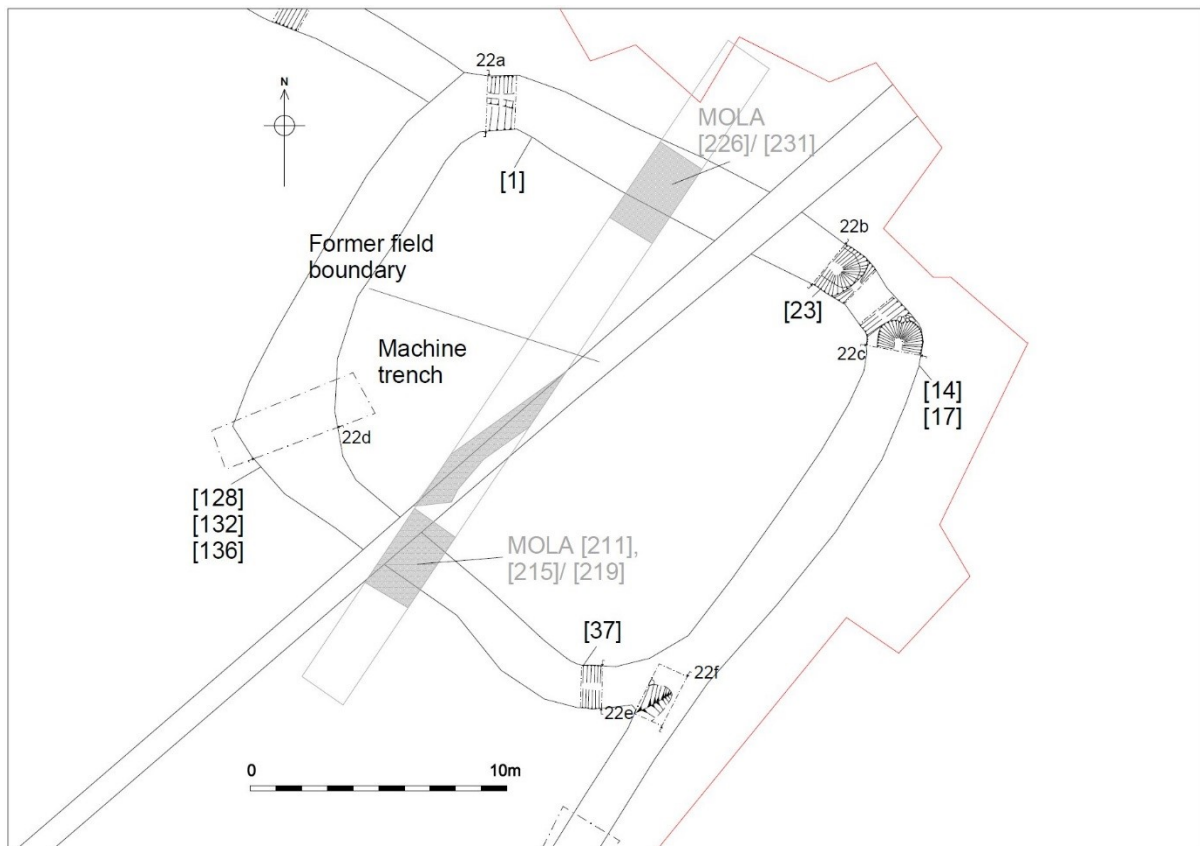 22a
N
MOLA
[226]/ [231]
[1]
22b
Former field
boundary
[23]
Machine
trench
22c
[14]
[17]
22d
[128]
[132]
[136]
MOLA [211],
[215]/ [219]
[37]
22f
22e
0
10m